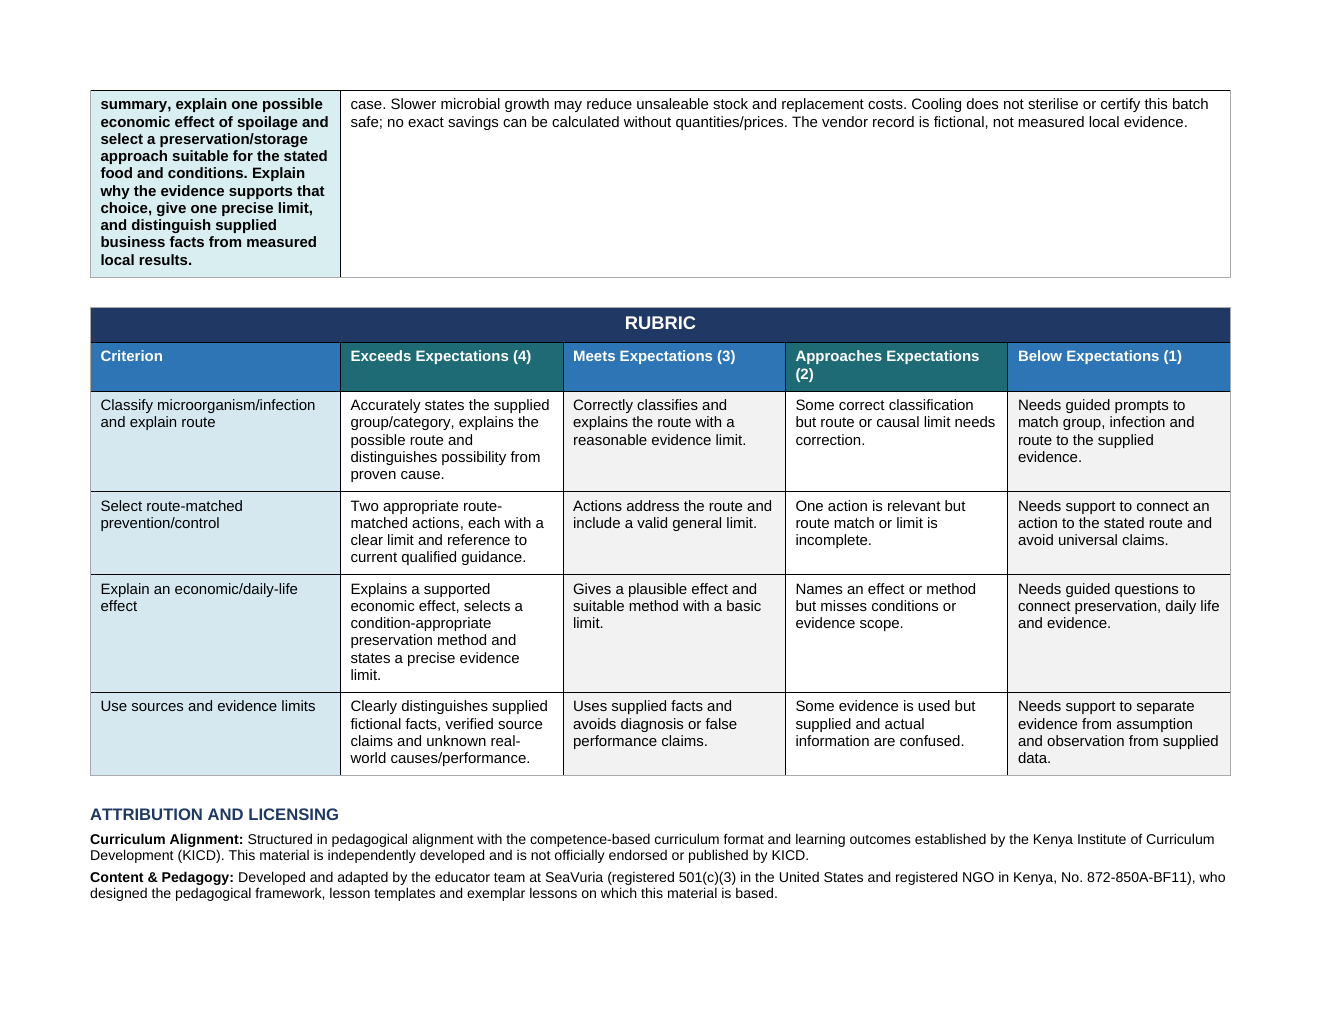 summary, explain one possible
economic effect of spoilage and
select a preservation/storage
approach suitable for the stated
food and conditions. Explain
why the evidence supports that
choice, give one precise limit,
and distinguish supplied
business facts from measured
local results.
case. Slower microbial growth may reduce unsaleable stock and replacement costs. Cooling does not sterilise or certify this batch
safe; no exact savings can be calculated without quantities/prices. The vendor record is fictional, not measured local evidence.
RUBRIC
Criterion
Exceeds Expectations (4)
Meets Expectations (3)
Approaches Expectations
(2)
Below Expectations (1)
Classify microorganism/infection
and explain route
Accurately states the supplied
group/category, explains the
possible route and
distinguishes possibility from
proven cause.
Correctly classifies and
explains the route with a
reasonable evidence limit.
Some correct classification
but route or causal limit needs
correction.
Needs guided prompts to
match group, infection and
route to the supplied
evidence.
Select route-matched
prevention/control
Two appropriate route-
matched actions, each with a
clear limit and reference to
current qualified guidance.
Actions address the route and
include a valid general limit.
One action is relevant but
route match or limit is
incomplete.
Needs support to connect an
action to the stated route and
avoid universal claims.
Explain an economic/daily-life
effect
Explains a supported
economic effect, selects a
condition-appropriate
preservation method and
states a precise evidence
limit.
Gives a plausible effect and
suitable method with a basic
limit.
Names an effect or method
but misses conditions or
evidence scope.
Needs guided questions to
connect preservation, daily life
and evidence.
Use sources and evidence limits
Clearly distinguishes supplied
fictional facts, verified source
claims and unknown real-
world causes/performance.
Uses supplied facts and
avoids diagnosis or false
performance claims.
Some evidence is used but
supplied and actual
information are confused.
Needs support to separate
evidence from assumption
and observation from supplied
data.
ATTRIBUTION AND LICENSING
Curriculum Alignment: Structured in pedagogical alignment with the competence-based curriculum format and learning outcomes established by the Kenya Institute of Curriculum
Development (KICD). This material is independently developed and is not officially endorsed or published by KICD.
Content & Pedagogy: Developed and adapted by the educator team at SeaVuria (registered 501(c)(3) in the United States and registered NGO in Kenya, No. 872-850A-BF11), who
designed the pedagogical framework, lesson templates and exemplar lessons on which this material is based.